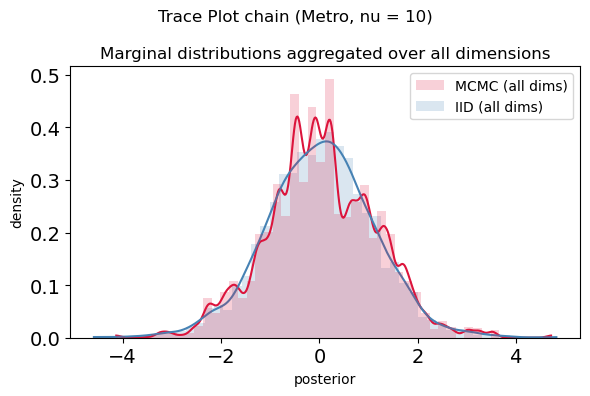 Trace Plot chain (Metro, nu = 10)
Marginal distributions aggregated over all dimensions
MCMC (all dims)
IID (all dims)
density
0.5
0.4
0.3
0.2
0.1
0.0
−4
−2
0
2
4
posterior